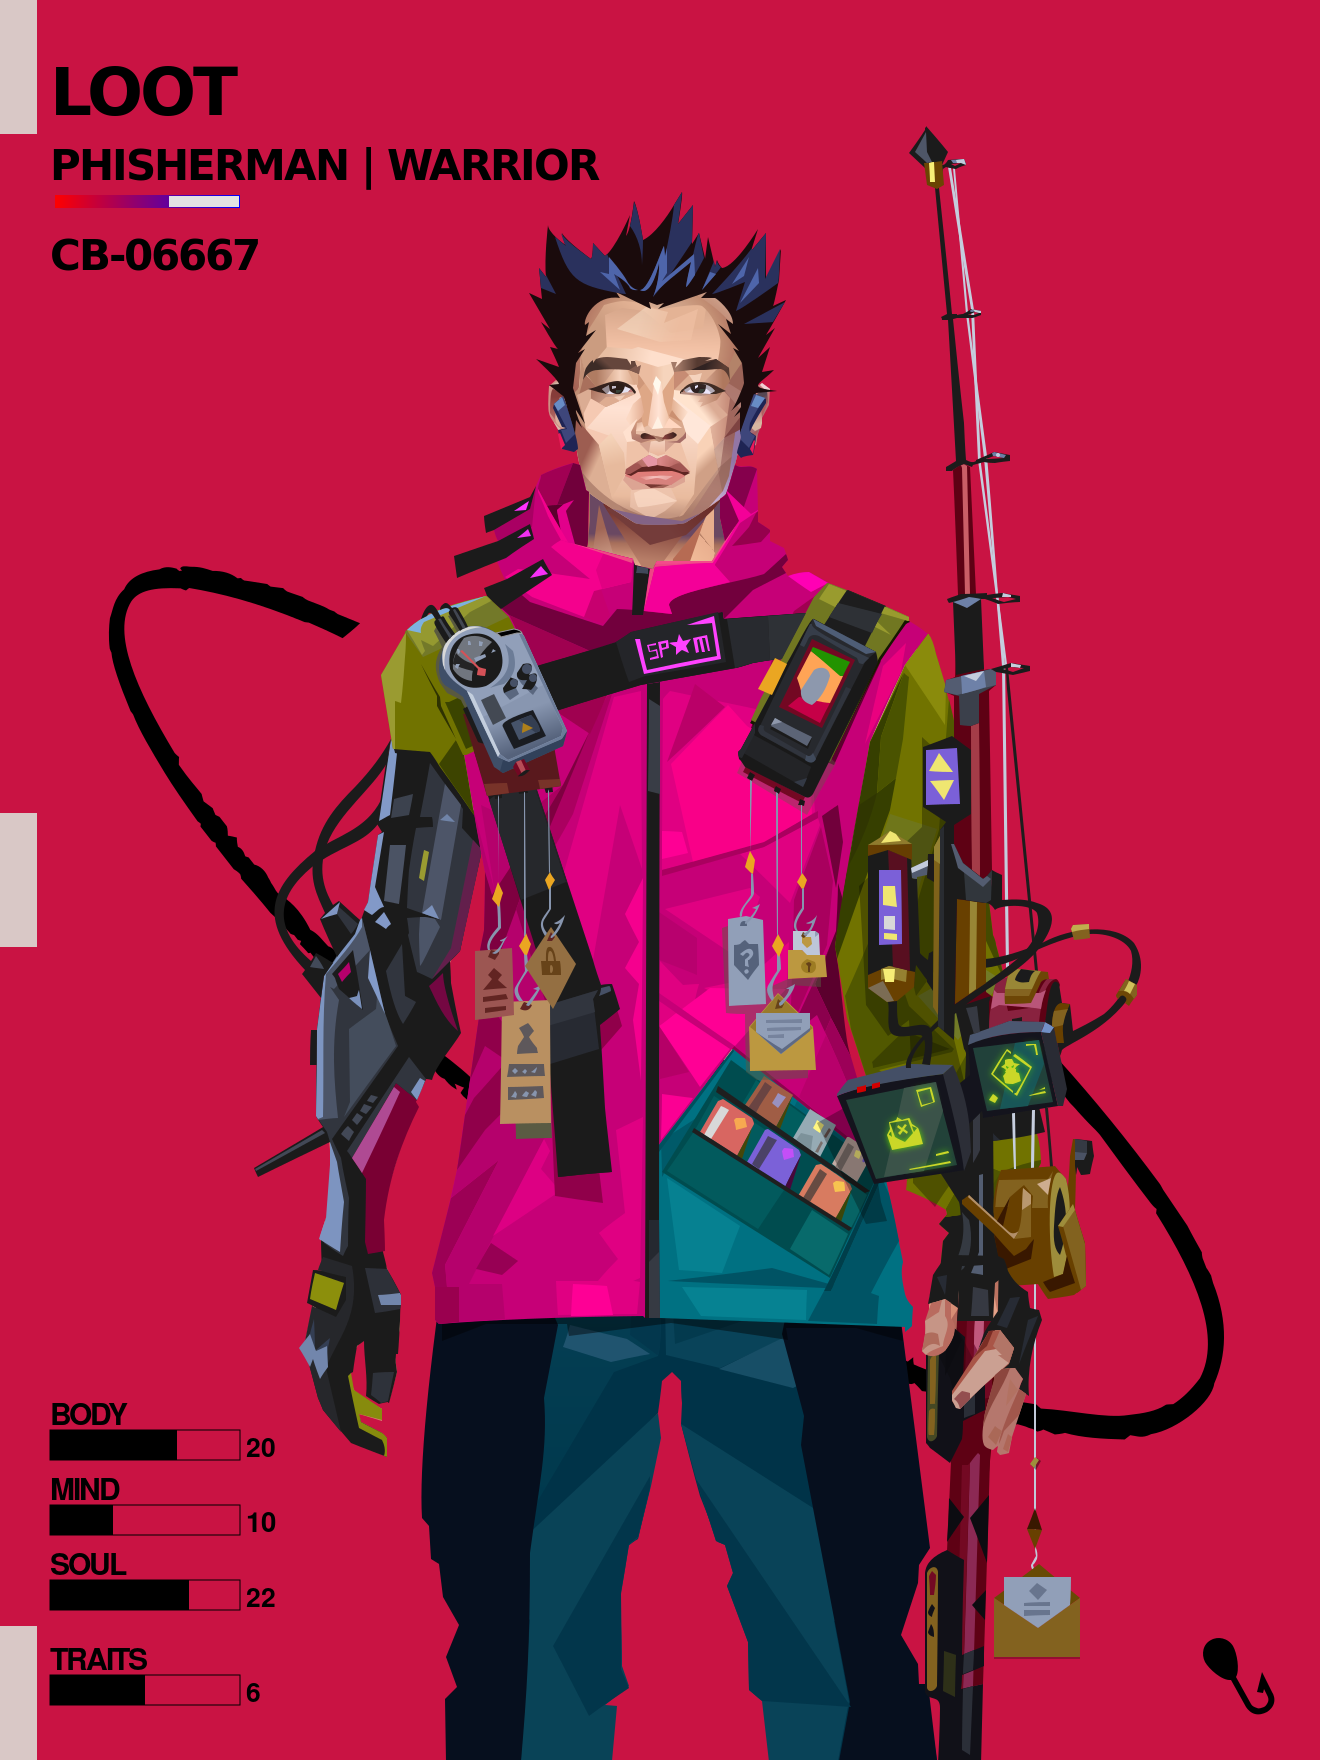 LOOT
PHISHERMAN | WARRIOR
CB-06667
SP★M
BODY
20
MIND
10
SOUL
22
TRAITS
6